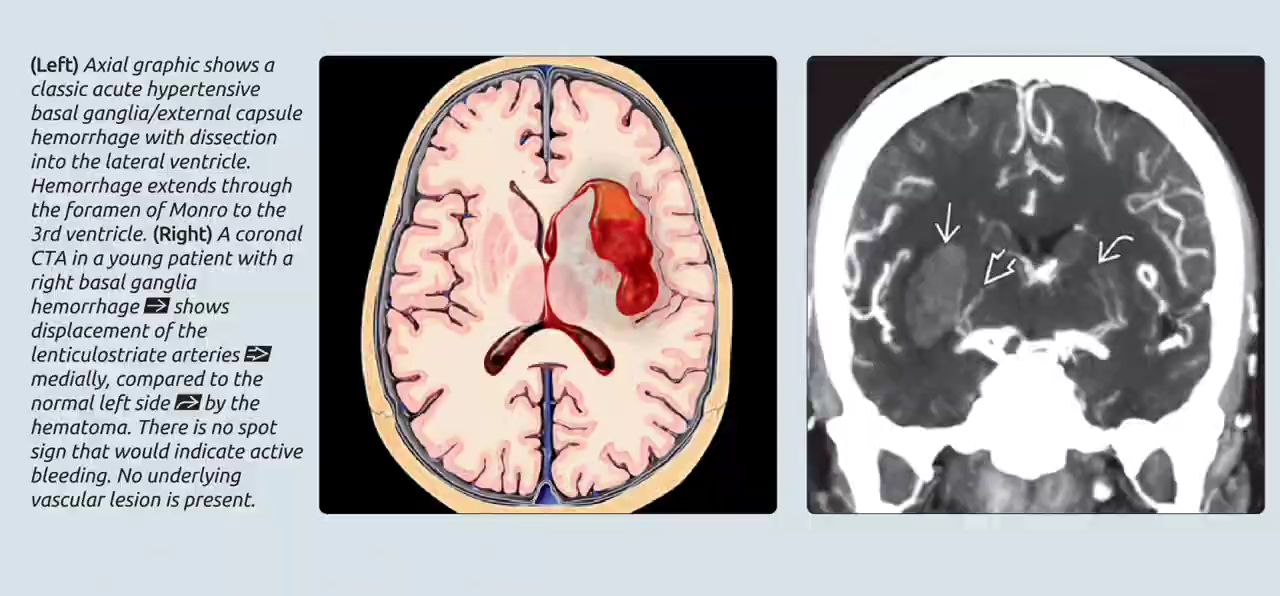 (Left) Axial graphic shows a
classic acute hypertensive
basal ganglia/external capsule
hemorrhage with dissection
into the lateral ventricle.
Hemorrhage extends through
the foramen of Monro to the
3rd ventricle. (Right) A coronal
CTA in a young patient with a
right basal ganglia
hemorrhage shows
displacement of the
lenticulostriate arteries
medially, compared to the
normal left side by the
hematoma. There is no spot
sign that would indicate active
bleeding. No underlying
vascular lesion is present.